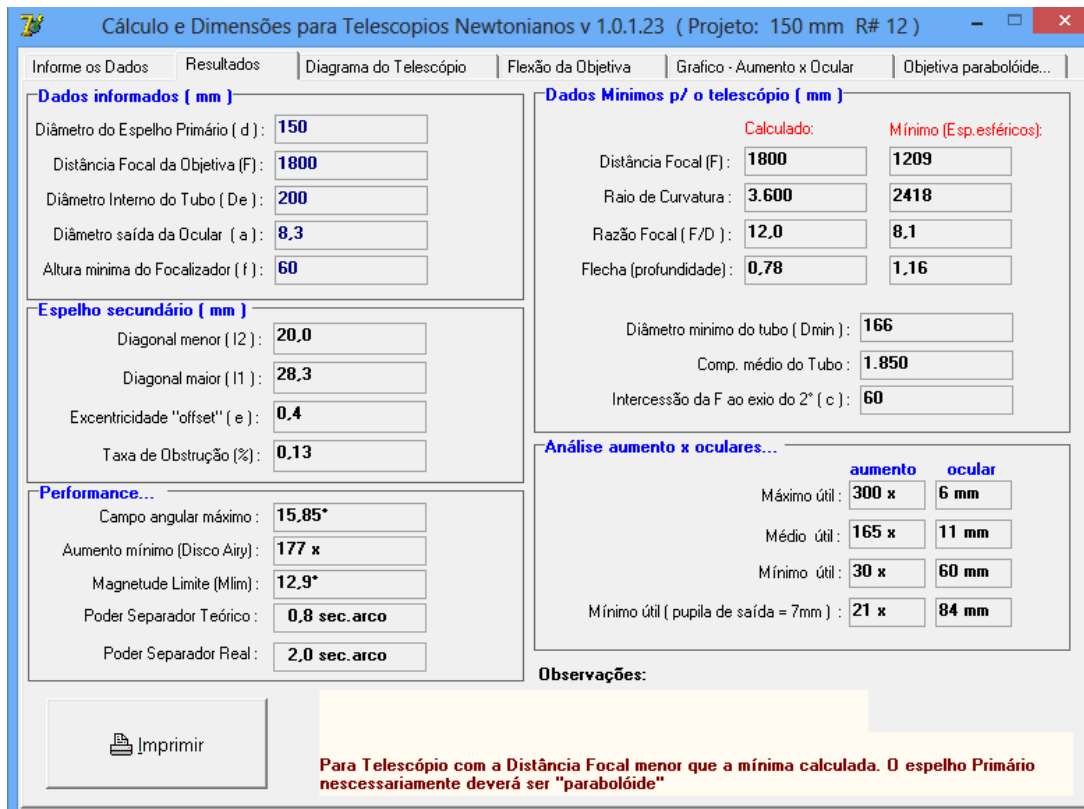 Cálculo e Dimensões para Telescopios Newtonianos v 1.0.1.23 ( Projeto: 150 mm R# 12 )
Informe os Dados Resultados Diagrama do Telescópio Flexão da Objetiva Grafico - Aumento x Ocular Objetiva parabolóide...
Dados informados ( mm )
Diâmetro do Espelho Primário ( d ) : 150
Distância Focal da Objetiva (F) : 1800
Diâmetro Interno do Tubo ( De ) : 200
Diâmetro saída da Ocular ( a ) : 8,3
Altura minima do Focalizador ( f ) : 60
Espelho secundário ( mm )
Diagonal menor ( l2 ) : 20,0
Diagonal maior ( l1 ) : 28,3
Excentricidade "offset" ( e ) : 0,4
Taxa de Obstrução (%) : 0,13
Performance...
Campo angular máximo : 15,85°
Aumento mínimo (Disco Airy) : 177 x
Magnetude Limite (Mlim) : 12,9°
Poder Separador Teórico : 0,8 sec.arco
Poder Separador Real : 2,0 sec.arco
Imprimir
Dados Minimos p/ o telescópio ( mm )
Calculado: Mínimo (Esp.esféricos):
Distância Focal (F) : 1800 1209
Raio de Curvatura : 3.600 2418
Razão Focal ( F/D ) : 12,0 8,1
Flecha (profundidade) : 0,78 1,16
Diâmetro minimo do tubo ( Dmin ) : 166
Comp. médio do Tubo : 1.850
Intercessão da F ao exio do 2° ( c ) : 60
Análise aumento x oculares...
aumento ocular
Máximo útil : 300 x 6 mm
Médio útil : 165 x 11 mm
Mínimo útil : 30 x 60 mm
Mínimo útil ( pupila de saída = 7mm ) : 21 x 84 mm
Observações:
Para Telescópio com a Distância Focal menor que a mínima calculada. O espelho Primário
nescessariamente deverá ser "parabolóide"